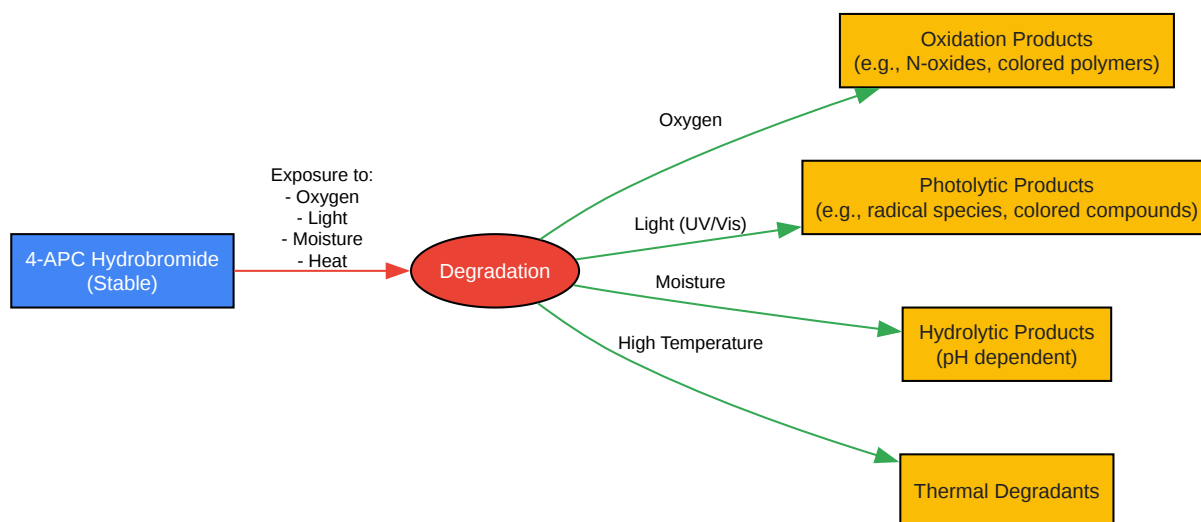 4-APC Hydrobromide
(Stable)
Exposure to:
- Oxygen
- Light
- Moisture
- Heat
Degradation
Oxygen
Light (UV/Vis)
Moisture
High Temperature
Oxidation Products
(e.g., N-oxides, colored polymers)
Photolytic Products
(e.g., radical species, colored compounds)
Hydrolytic Products
(pH dependent)
Thermal Degradants